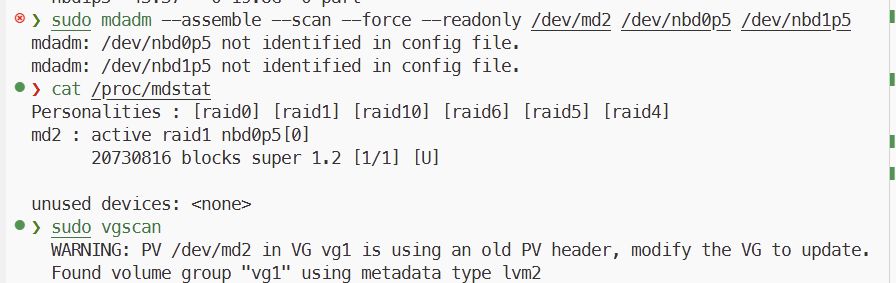 ❯ sudo mdadm --assemble --scan --force --readonly /dev/md2 /dev/nbd0p5 /dev/nbd1p5
mdadm: /dev/nbd0p5 not identified in config file.
mdadm: /dev/nbd1p5 not identified in config file.
❯ cat /proc/mdstat
Personalities : [raid0] [raid1] [raid10] [raid6] [raid5] [raid4]
md2 : active raid1 nbd0p5[0]
      20730816 blocks super 1.2 [1/1] [U]

unused devices: <none>
❯ sudo vgscan
  WARNING: PV /dev/md2 in VG vg1 is using an old PV header, modify the VG to update.
  Found volume group "vg1" using metadata type lvm2